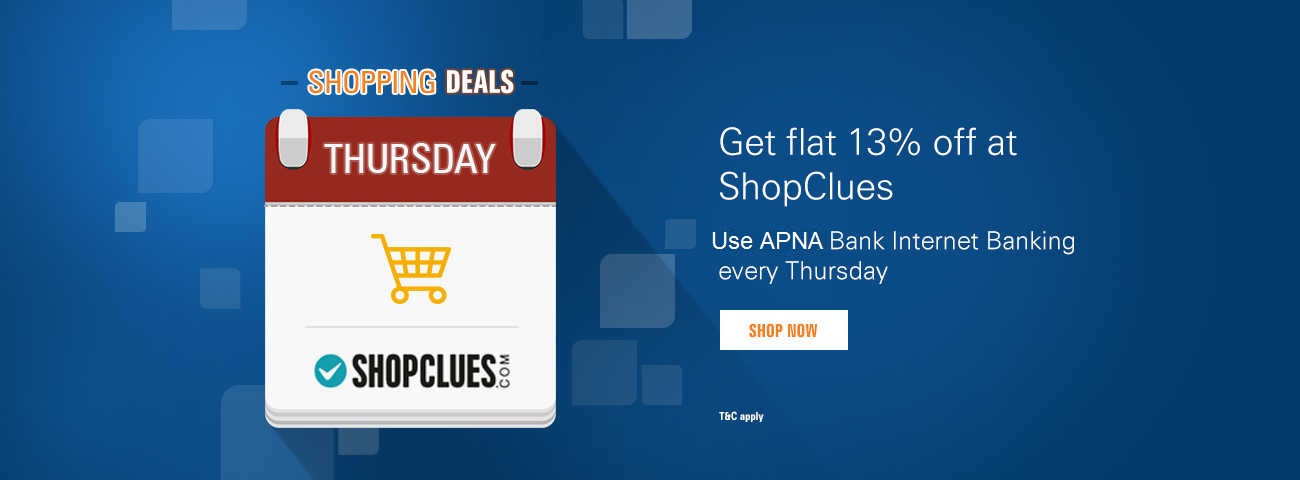 SHOPPING DEALS
THURSDAY
SHOPCLUES.COM
Get flat 13% off at
ShopClues
Use APNA Bank Internet Banking
every Thursday
SHOP NOW
T&C apply